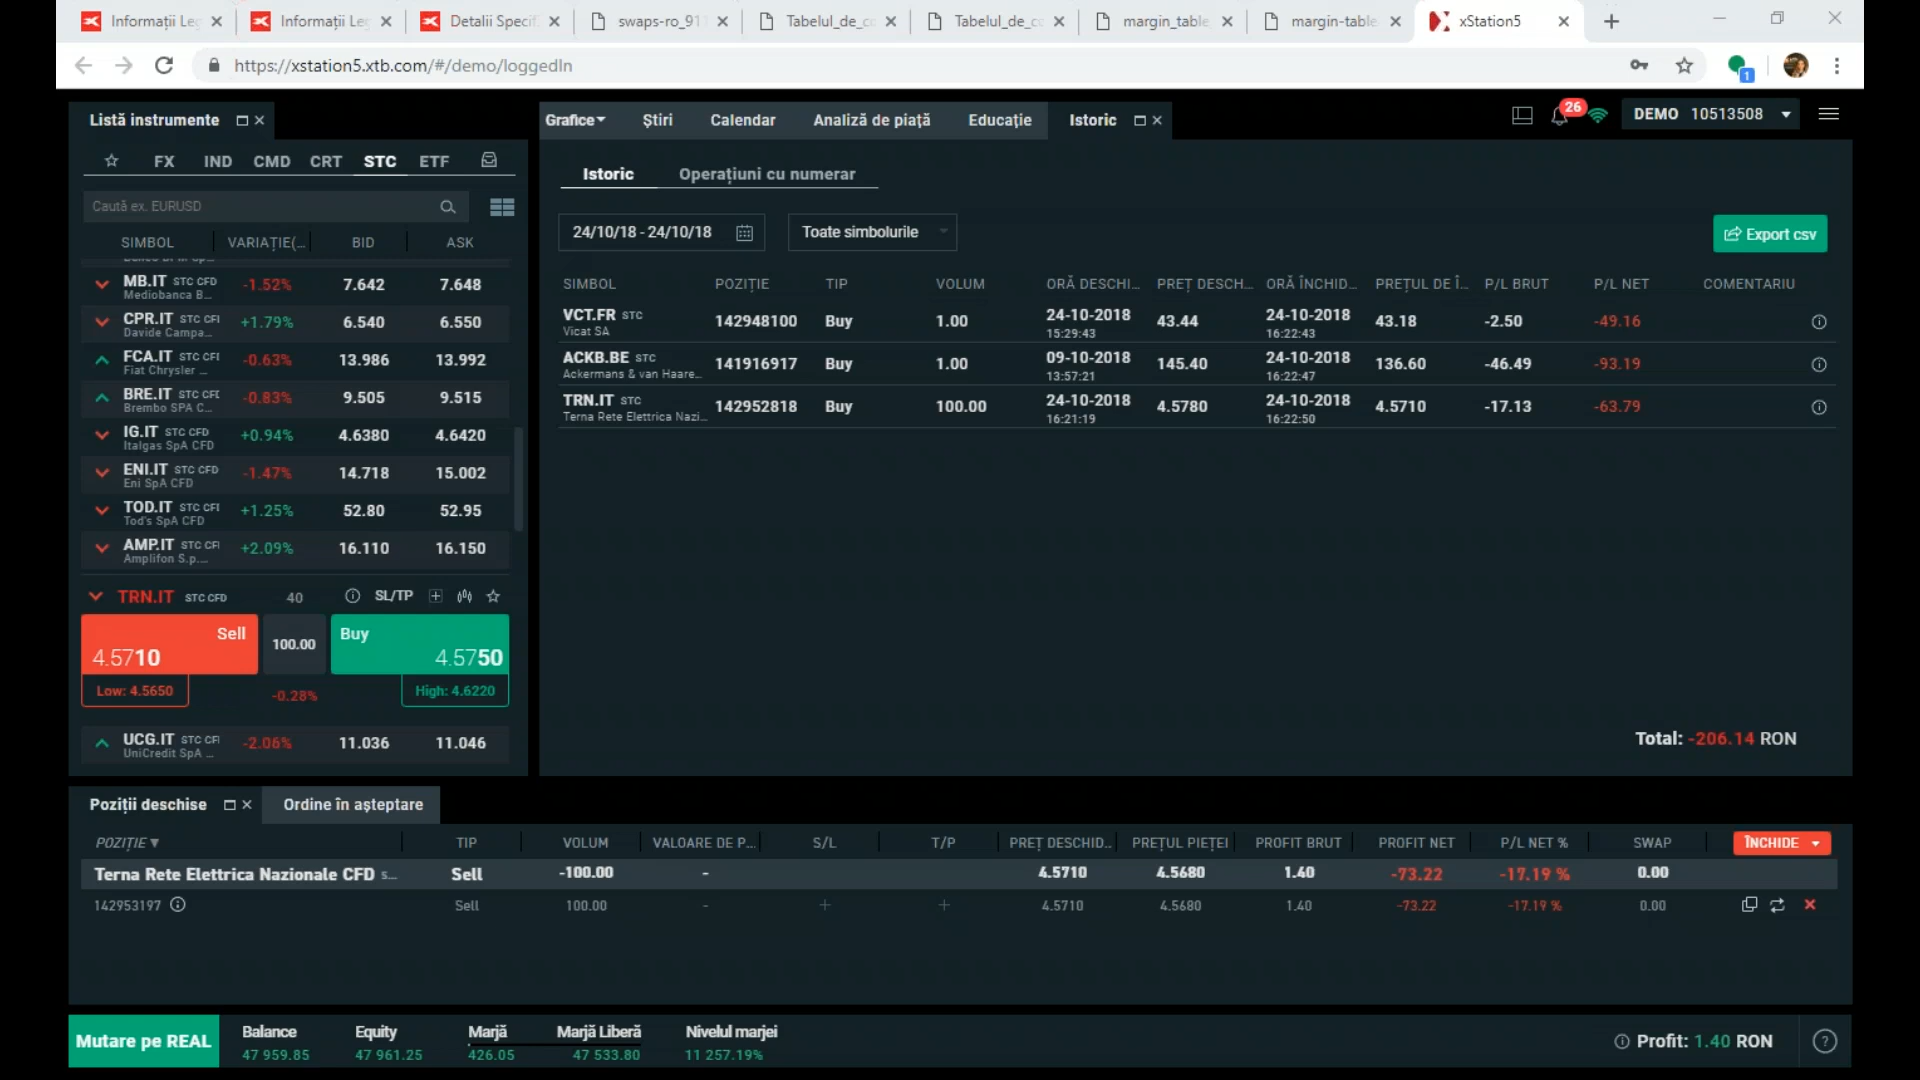 Informații Le
Informații Le
Detalii Specif.
swaps-ro_911
Tabelul_de_c
Tabelul_de_c
margin_table
margin-table
xStation5
https://xstation5.xtb.com/#/demo/loggedIn
1
Listă instrumente
Grafice
Știri
Calendar
Analiză de piață
Educație
Istoric
26
DEMO 10513508
FX IND CMD CRT STC ETF
Caută ex. EURUSD
SIMBOL VARIAȚIE(... BID ASK
MB.IT STC CFD -1.52% 7.642 7.648
Mediobanca B...
CPR.IT STC CFI +1.79% 6.540 6.550
Davide Campa...
FCA.IT STC CFI -0.63% 13.986 13.992
Fiat Chrysler ...
BRE.IT STC CFD -0.83% 9.505 9.515
Brembo SPA C...
IG.IT STC CFD +0.94% 4.6380 4.6420
Italgas SpA CFD
ENI.IT STC CFD -1.47% 14.718 15.002
Eni SpA CFD
TOD.IT STC CFI +1.25% 52.80 52.95
Tod's SpA CFD
AMP.IT STC CFI +2.09% 16.110 16.150
Amplifon S.p....
TRN.IT STC CFD 40 SL/TP
Sell 4.5710
100.00
Buy 4.5750
Low: 4.5650 -0.28% High: 4.6220
UCG.IT STC CFI -2.06% 11.036 11.046
UniCredit SpA ...
Istoric Operațiuni cu numerar
24/10/18 - 24/10/18 Toate simbolurile Export csv
SIMBOL POZIȚIE TIP VOLUM ORĂ DESCHI... PREȚ DESCH... ORĂ ÎNCHID... PREȚUL DE Î... P/L BRUT P/L NET COMENTARIU
VCT.FR STC 142948100 Buy 1.00 24-10-2018 43.44 24-10-2018 43.18 -2.50 -49.16
Vicat SA 15:29:43 16:22:43
ACKB.BE STC 141916917 Buy 1.00 09-10-2018 145.40 24-10-2018 136.60 -46.49 -93.19
Ackermans & van Haare... 13:57:21 16:22:47
TRN.IT STC 142952818 Buy 100.00 24-10-2018 4.5780 24-10-2018 4.5710 -17.13 -63.79
Terna Rete Elettrica Nazi... 16:21:19 16:22:50
Total: -206.14 RON
Poziții deschise Ordine în așteptare
POZIȚIE TIP VOLUM VALOARE DE P... S/L T/P PREȚ DESCHID... PREȚUL PIEȚEI PROFIT BRUT PROFIT NET P/L NET % SWAP ÎNCHIDE
Terna Rete Elettrica Nazionale CFD S... Sell -100.00 - 4.5710 4.5680 1.40 -73.22 -17.19 % 0.00
142953197 Sell 100.00 - + + 4.5710 4.5680 1.40 -73.22 -17.19 % 0.00
Mutare pe REAL
Balance Equity Marjă Marjă Liberă Nivelul marjei
47 959.85 47 961.25 426.05 47 533.80 11 257.19%
Profit: 1.40 RON